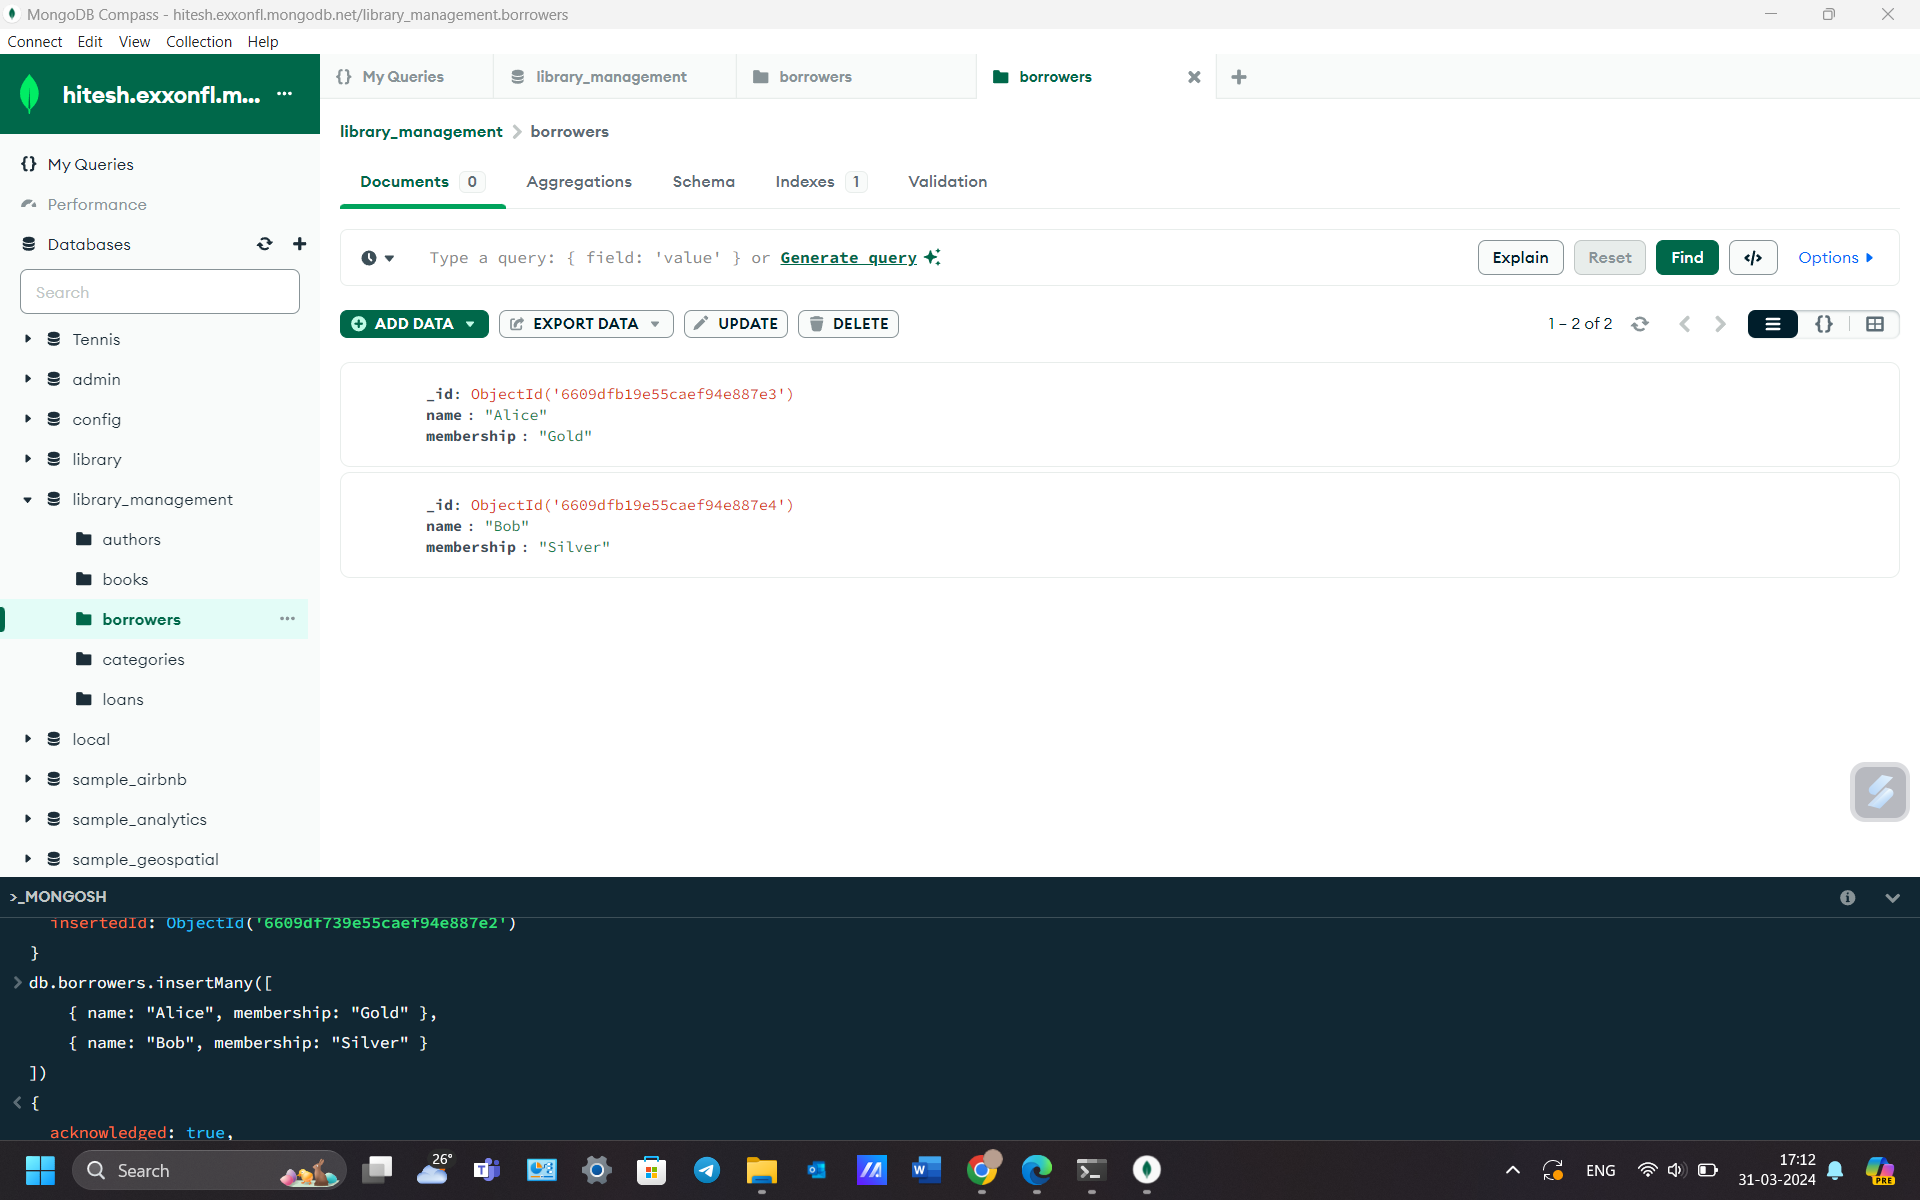 MongoDB Compass - hitesh.exxonfl.mongodb.net/library_management.borrowers
Connect Edit View Collection Help
hitesh.exxonfl.m... ...
My Queries
Performance
Databases
Search
Tennis
admin
config
library
library_management
authors
books
borrowers ...
categories
loans
local
sample_airbnb
sample_analytics
sample_geospatial
{} My Queries library_management borrowers borrowers
library_management > borrowers
Documents 0 Aggregations Schema Indexes 1 Validation
Type a query: { field: 'value' } or Generate query
Explain Reset Find </> Options
ADD DATA EXPORT DATA UPDATE DELETE
1 – 2 of 2 {}
_id: ObjectId('6609dfb19e55caef94e887e3')
name : "Alice"
membership : "Gold"
_id: ObjectId('6609dfb19e55caef94e887e4')
name : "Bob"
membership : "Silver"
>_MONGOSH
insertedId: ObjectId('6609df739e55caef94e887e2')
}
> db.borrowers.insertMany([
{ name: "Alice", membership: "Gold" },
{ name: "Bob", membership: "Silver" }
])
< {
acknowledged: true,
Search
26°
ENG
17:12
31-03-2024
PRE